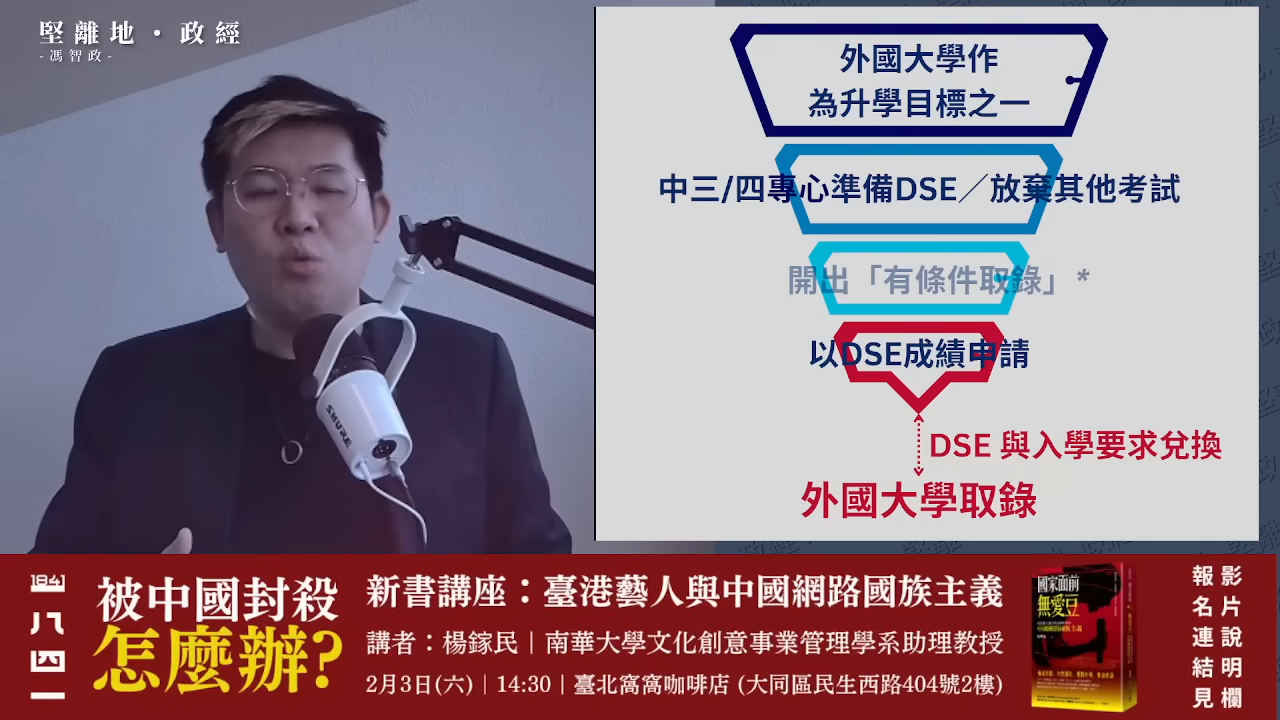 堅離地・政經
-馮智政-
外國大學作
為升學目標之一
中三/四專心準備DSE／放棄其他考試
開出「有條件取錄」*
以DSE成績申請
DSE 與入學要求兌換
外國大學取錄
SHURE
一八四一
被中國封殺
怎麼辦?
新書講座：臺港藝人與中國網路國族主義
講者：楊鎵民｜南華大學文化創意事業管理學系助理教授
2月3日(六)｜14:30｜臺北窩窩咖啡店 (大同區民生西路404號2樓)
國家面前
無愛豆
影片說明欄
報名連結見